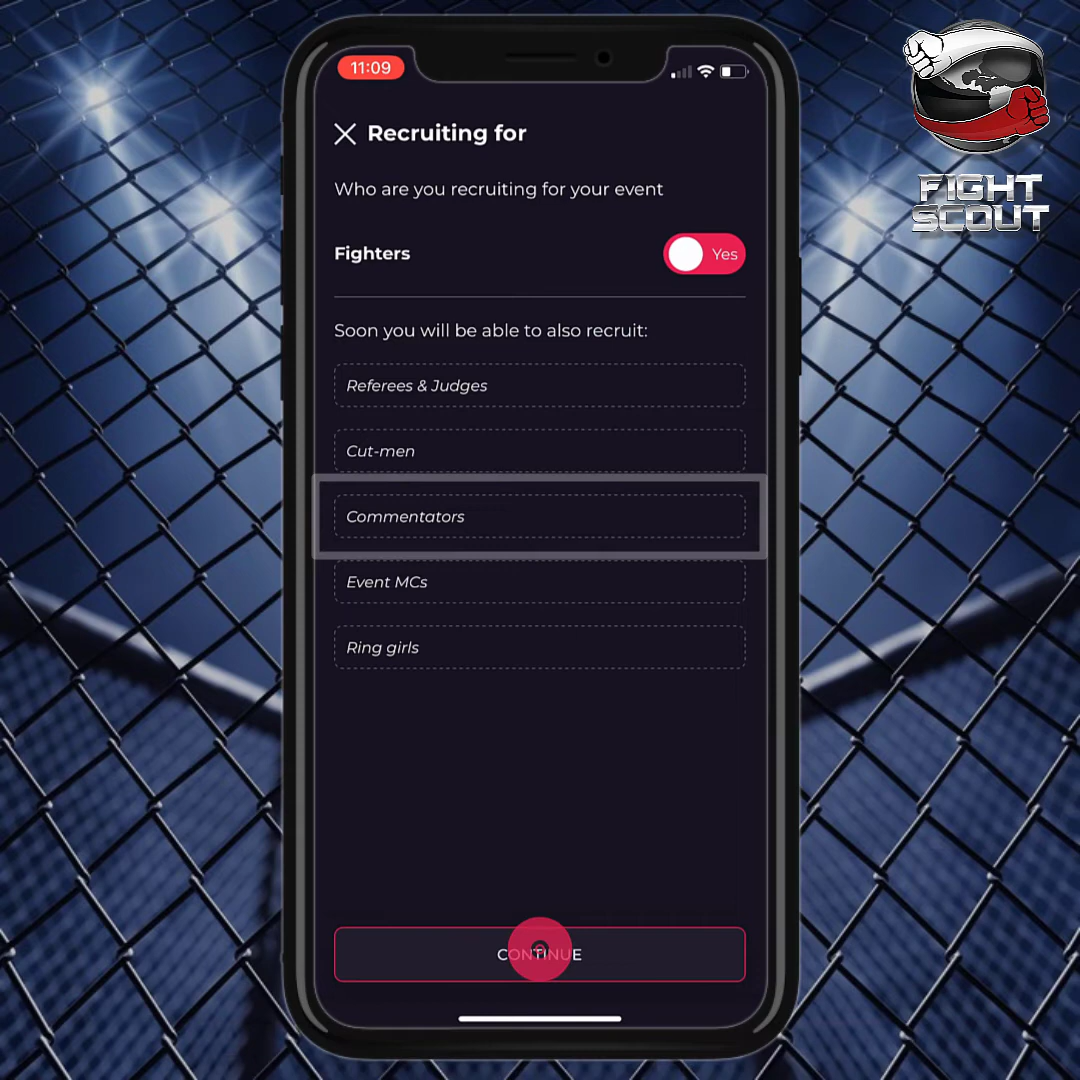 11:09
Recruiting for
Who are you recruiting for your event
Fighters
Yes
Soon you will be able to also recruit:
Referees & Judges
Cut-men
Commentators
Event MCs
Ring girls
CONTINUE
FIGHT
SCOUT